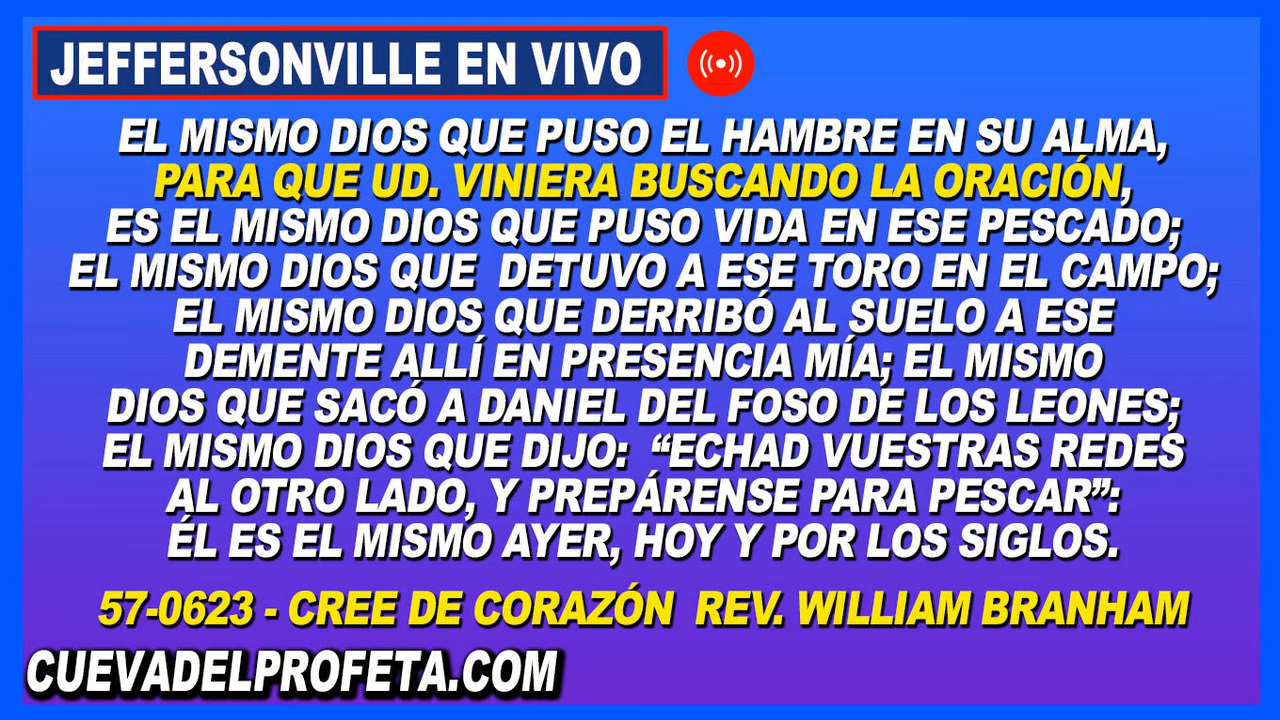 JEFFERSONVILLE EN VIVO
EL MISMO DIOS QUE PUSO EL HAMBRE EN SU ALMA,
PARA QUE UD. VINIERA BUSCANDO LA ORACIÓN,
ES EL MISMO DIOS QUE PUSO VIDA EN ESE PESCADO;
EL MISMO DIOS QUE DETUVO A ESE TORO EN EL CAMPO;
EL MISMO DIOS QUE DERRIBÓ AL SUELO A ESE
DEMENTE ALLÍ EN PRESENCIA MÍA; EL MISMO
DIOS QUE SACÓ A DANIEL DEL FOSO DE LOS LEONES;
EL MISMO DIOS QUE DIJO: “ECHAD VUESTRAS REDES
AL OTRO LADO, Y PREPÁRENSE PARA PESCAR”:
ÉL ES EL MISMO AYER, HOY Y POR LOS SIGLOS.
57-0623 - CREE DE CORAZÓN REV. WILLIAM BRANHAM
CUEVADELPROFETA.COM